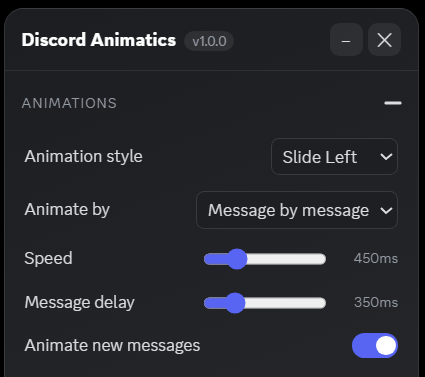 Discord Animatics v1.0.0
ANIMATIONS
Animation style Slide Left
Animate by Message by message
Speed 450ms
Message delay 350ms
Animate new messages